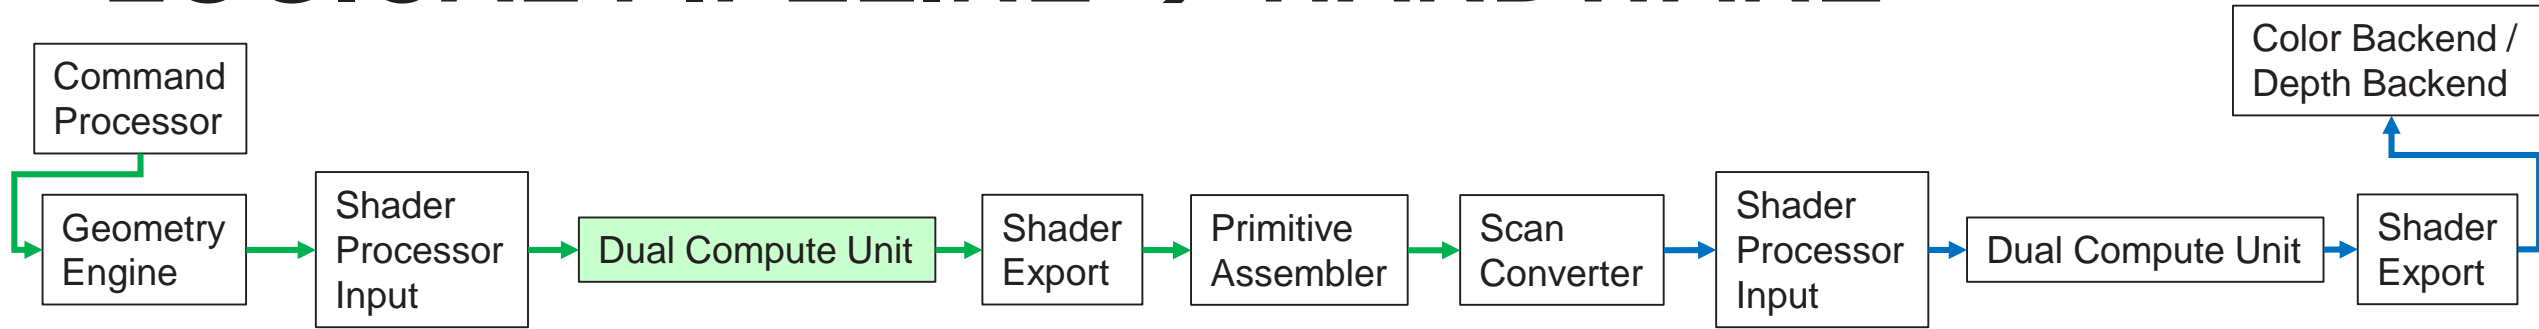 Command
Processor
Geometry
Engine
Shader
Processor
Input
Dual Compute Unit
Shader
Export
Primitive
Assembler
Scan
Converter
Shader
Processor
Input
Dual Compute Unit
Shader
Export
Color Backend /
Depth Backend